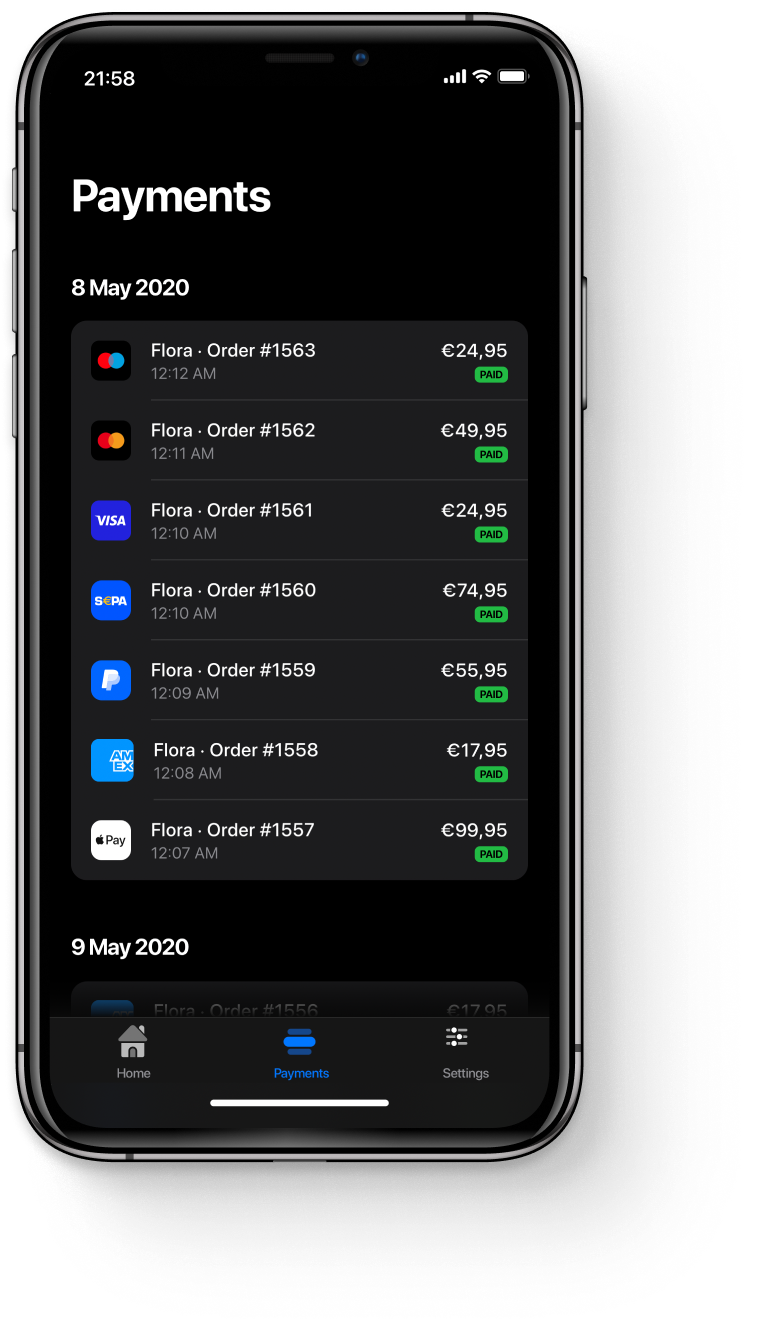 21:58
Payments
8 May 2020
Flora · Order #1563 €24,95
12:12 AM PAID
Flora · Order #1562 €49,95
12:11 AM PAID
VISA
Flora · Order #1561 €24,95
12:10 AM PAID
S€PA
Flora · Order #1560 €74,95
12:10 AM PAID
Flora · Order #1559 €55,95
12:09 AM PAID
AM
EX
Flora · Order #1558 €17,95
12:08 AM PAID
Pay
Flora · Order #1557 €99,95
12:07 AM PAID
9 May 2020
Flora · Order #1556 €17,95
Home Payments Settings